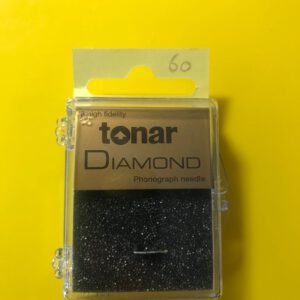 60
high fidelity
tonar
DIAMOND
Phonograph needle